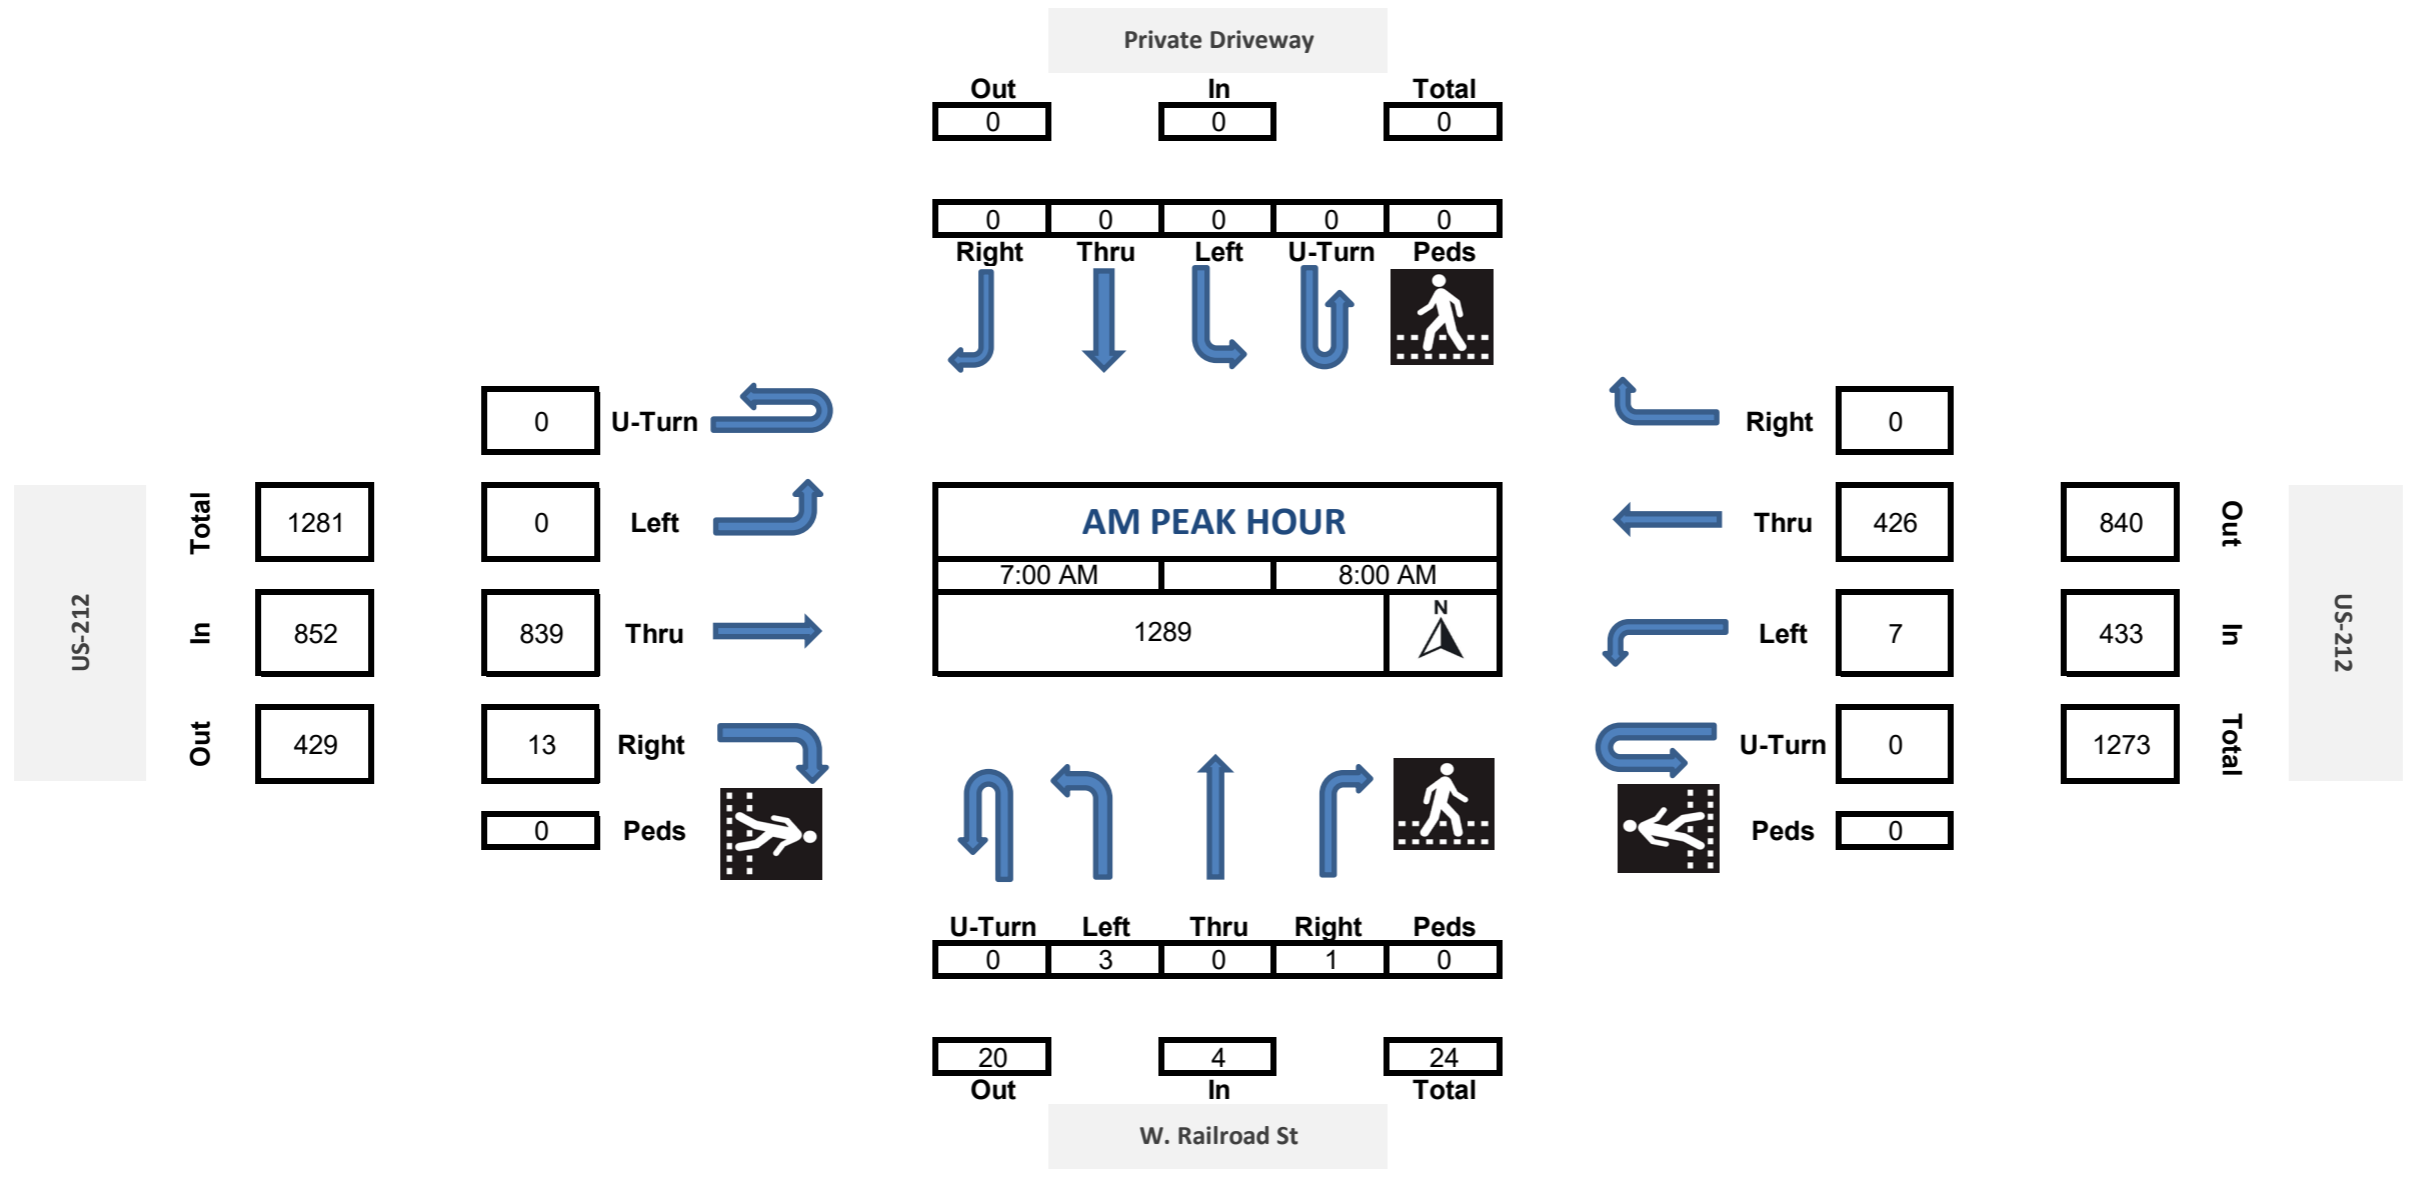 Private Driveway
Out In Total
0 0 0
0 0 0 0 0
Right Thru Left U-Turn Peds
0 U-Turn
Right 0
Total 1281 0 Left
AM PEAK HOUR
Thru 426 840 Out
7:00 AM 8:00 AM
US-212
In 852 839 Thru
1289 N
Left 7 433 In
US-212
Out 429 13 Right
U-Turn 0 1273 Total
0 Peds
Peds 0
U-Turn Left Thru Right Peds
0 3 0 1 0
20 4 24
Out In Total
W. Railroad St